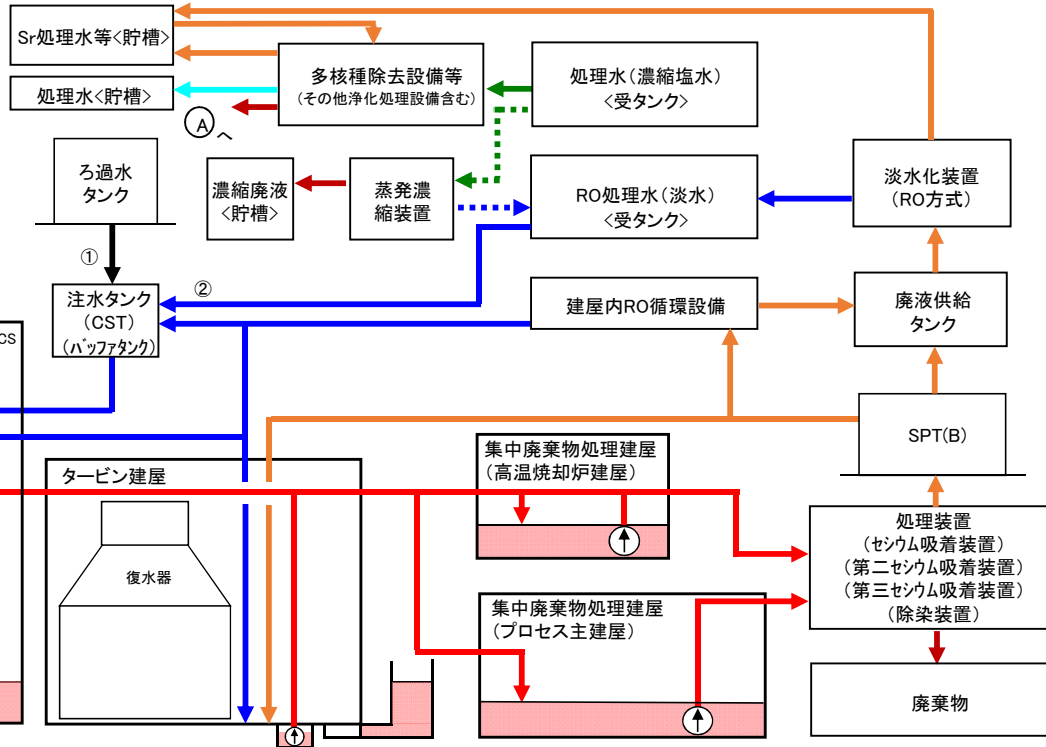 Sr処理水等<貯槽>
処理水<貯槽>
多核種除去設備等
(その他浄化処理設備含む)
処理水(濃縮塩水)
<受タンク>
Aへ
ろ過水
タンク
濃縮廃液
<貯槽>
蒸発濃
縮装置
RO処理水(淡水)
<受タンク>
淡水化装置
(RO方式)
①
②
注水タンク
(CST)
(バッファタンク)
建屋内RO循環設備
廃液供給
タンク
CS
SPT(B)
タービン建屋
復水器
集中廃棄物処理建屋
(高温焼却炉建屋)
処理装置
(セシウム吸着装置)
(第二セシウム吸着装置)
(第三セシウム吸着装置)
(除染装置)
集中廃棄物処理建屋
(プロセス主建屋)
廃棄物